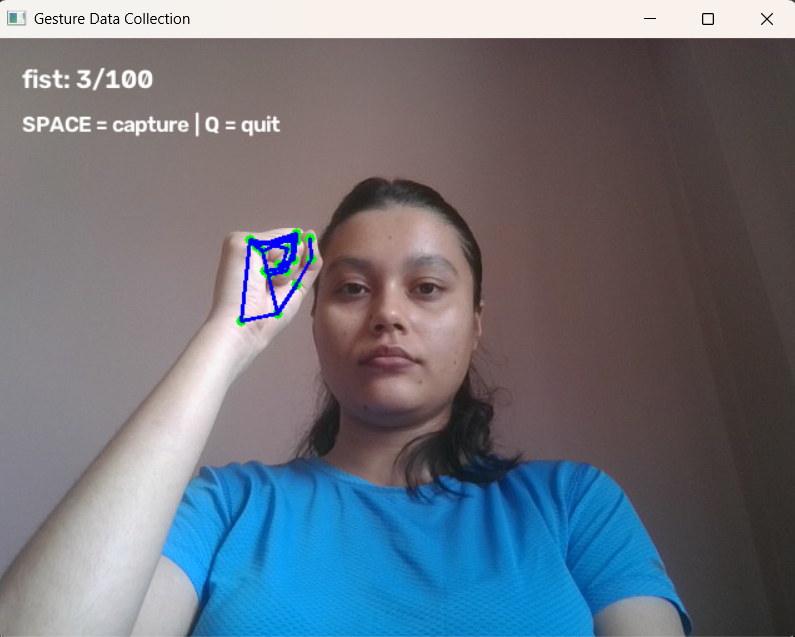 Gesture Data Collection
fist: 3/100
SPACE = capture | Q = quit